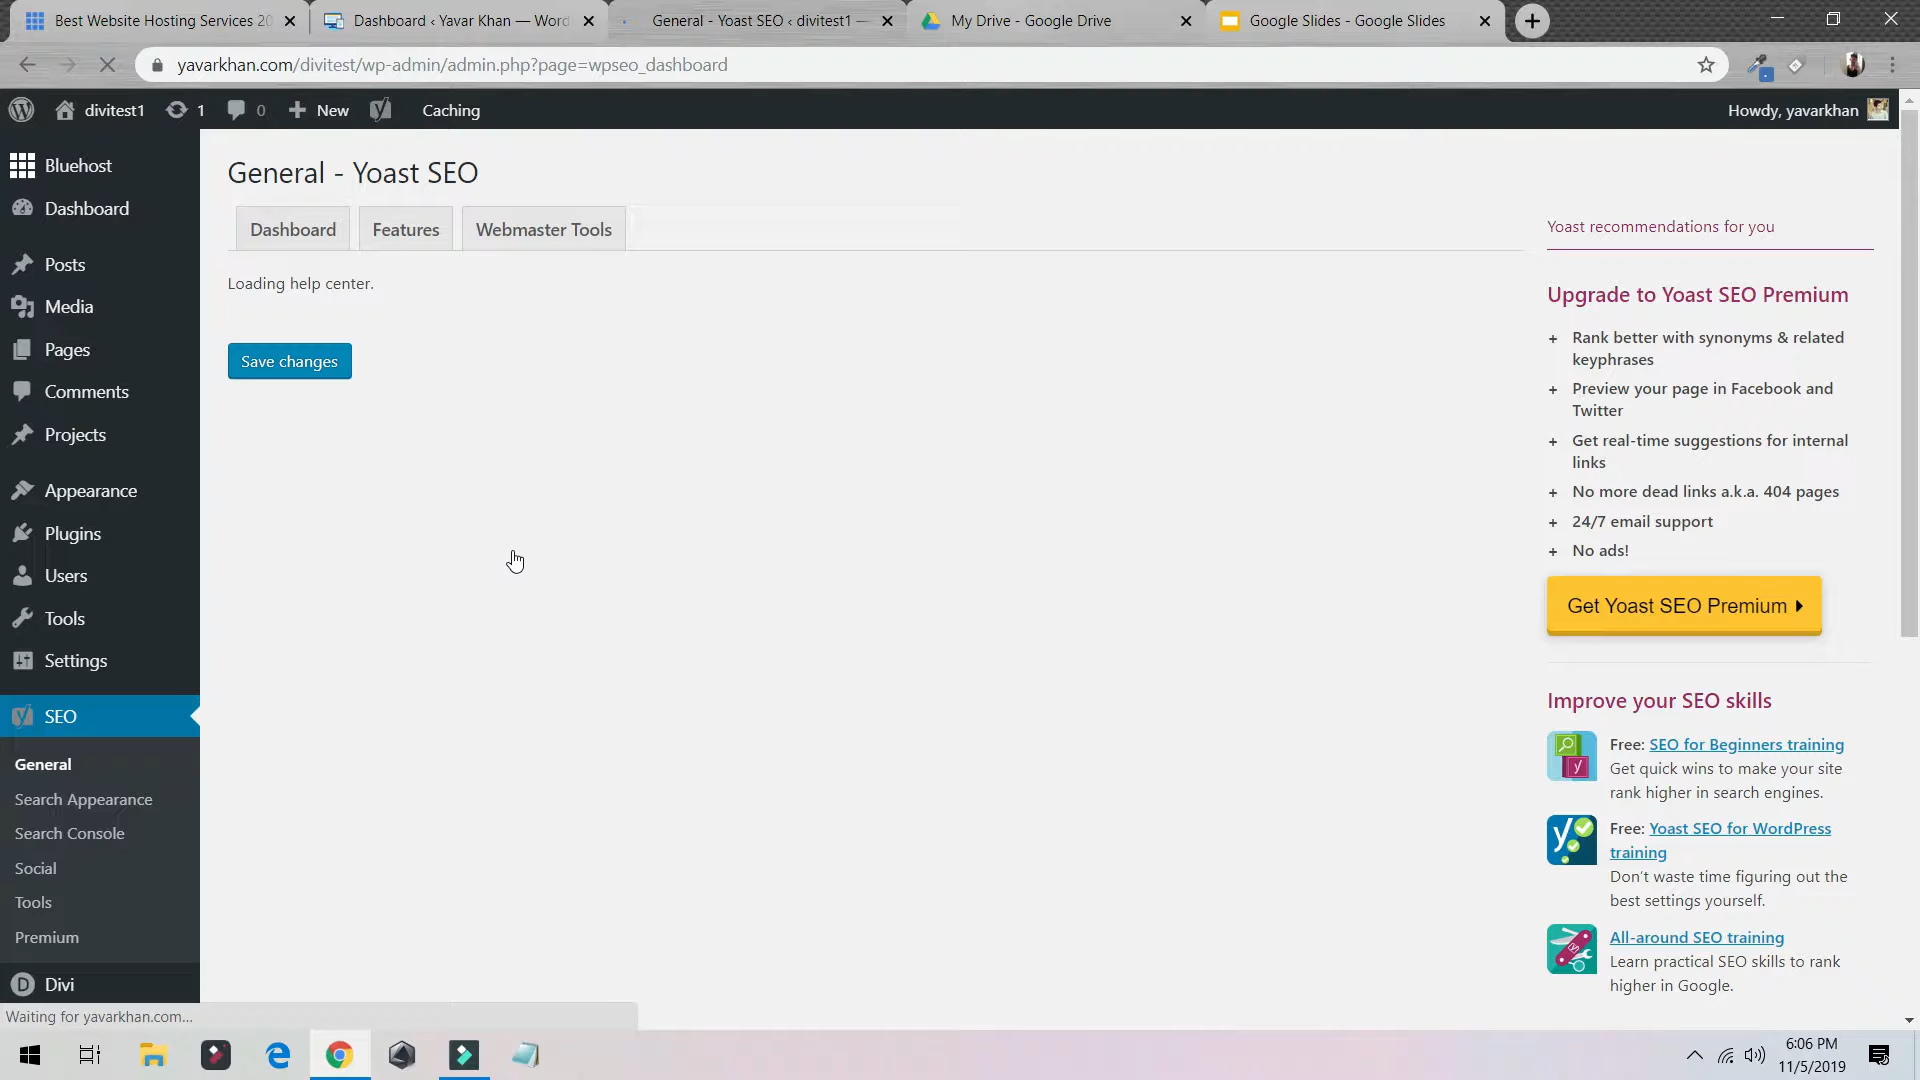 Best Website Hosting Services 20
Dashboard ‹ Yavar Khan — Word
General - Yoast SEO ‹ divitest1 —
My Drive - Google Drive
Google Slides - Google Slides
yavarkhan.com/divitest/wp-admin/admin.php?page=wpseo_dashboard
divitest1
1
0
New
Caching
Howdy, yavarkhan
Bluehost
Dashboard
Posts
Media
Pages
Comments
Projects
Appearance
Plugins
Users
Tools
Settings
SEO
General
Search Appearance
Search Console
Social
Tools
Premium
Divi
General - Yoast SEO
Dashboard
Features
Webmaster Tools
Loading help center.
Save changes
Yoast recommendations for you
Upgrade to Yoast SEO Premium
+ Rank better with synonyms & related
keyphrases
+ Preview your page in Facebook and
Twitter
+ Get real-time suggestions for internal
links
+ No more dead links a.k.a. 404 pages
+ 24/7 email support
+ No ads!
Get Yoast SEO Premium
Improve your SEO skills
Free: SEO for Beginners training
Get quick wins to make your site
rank higher in search engines.
Free: Yoast SEO for WordPress
training
Don't waste time figuring out the
best settings yourself.
All-around SEO training
Learn practical SEO skills to rank
higher in Google.
Waiting for yavarkhan.com...
6:06 PM
11/5/2019